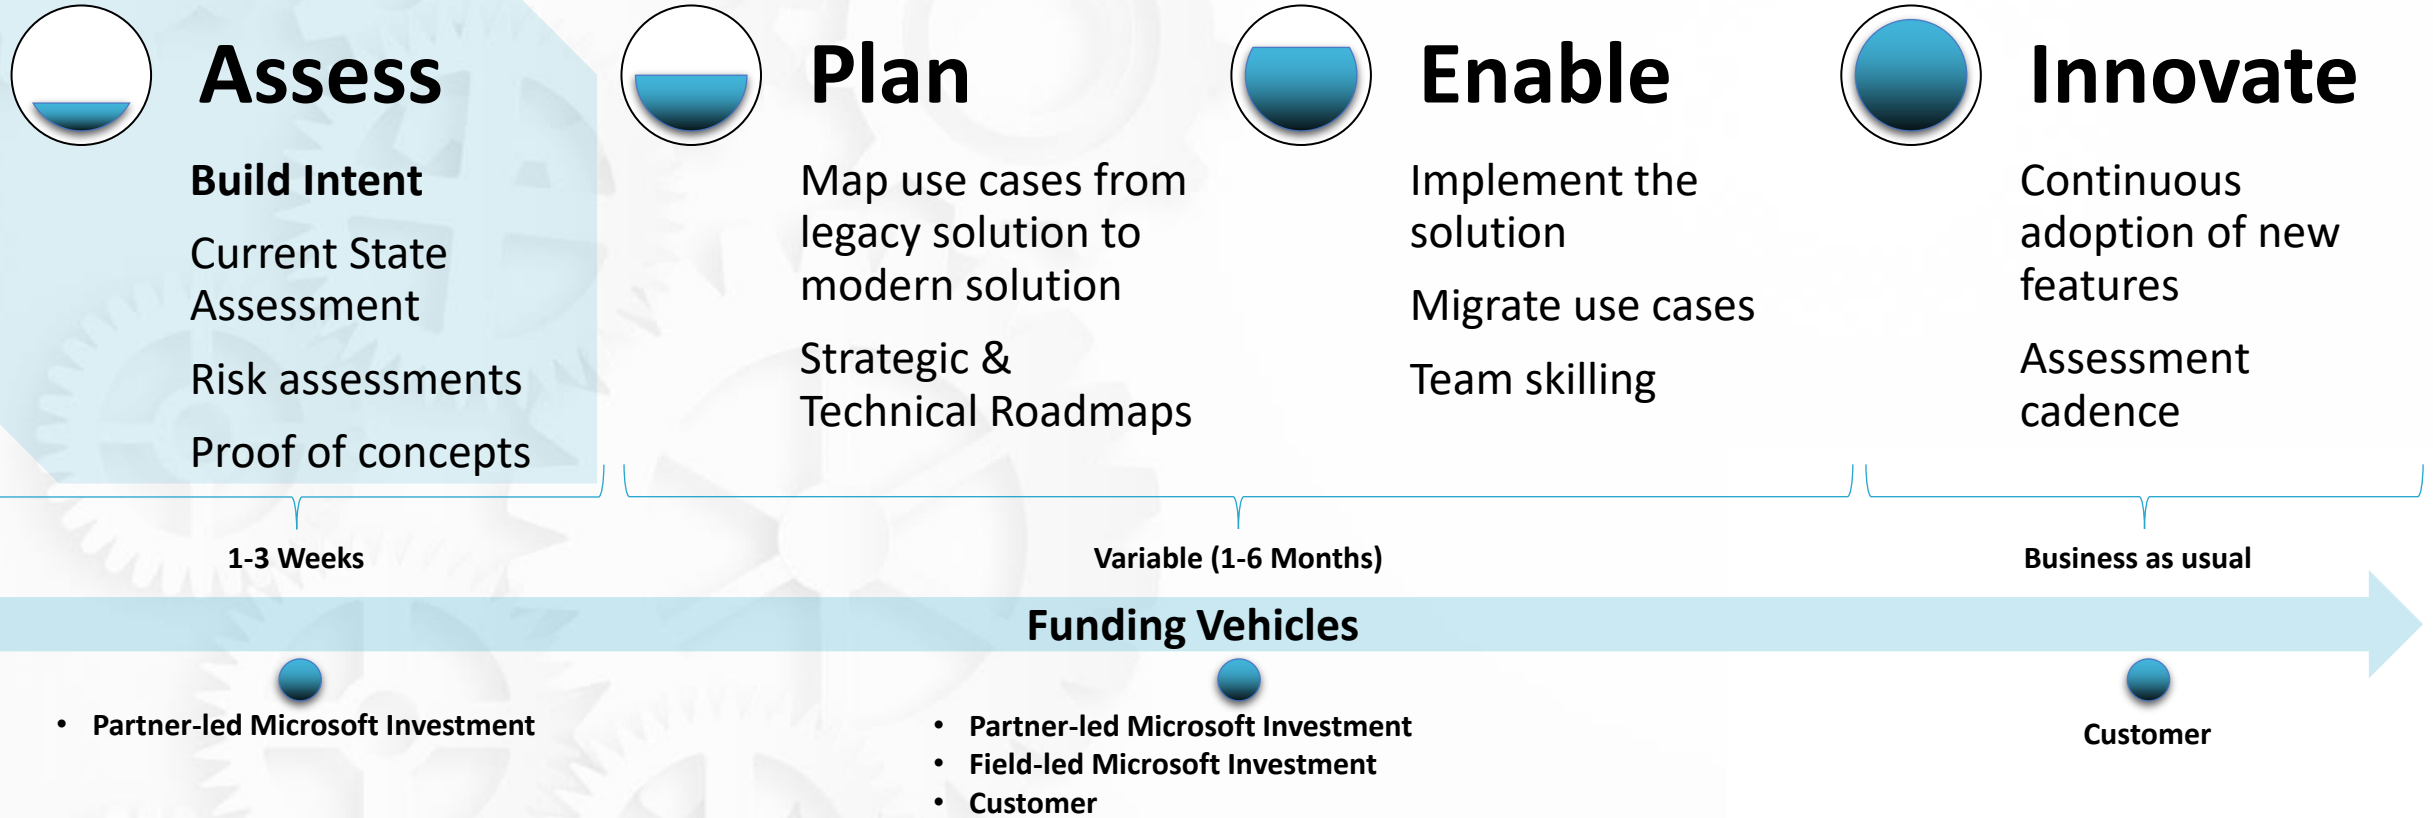 Assess
Build Intent
Current State
Assessment
Risk assessments
Proof of concepts
Plan
Map use cases from
legacy solution to
modern solution
Strategic &
Technical Roadmaps
Enable
Implement the
solution
Migrate use cases
Team skilling
Innovate
Continuous
adoption of new
features
Assessment
cadence
1-3 Weeks
Variable (1-6 Months)
Business as usual
Funding Vehicles
• Partner-led Microsoft Investment
• Partner-led Microsoft Investment
• Field-led Microsoft Investment
• Customer
Customer